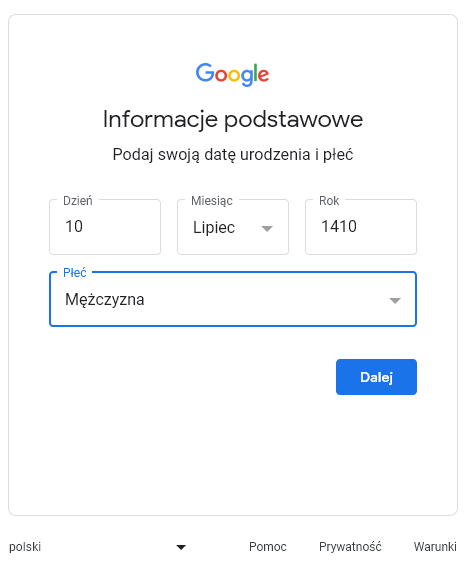 Google
Informacje podstawowe
Podaj swoją datę urodzenia i płeć
Dzień Miesiąc Rok
10 Lipiec 1410
Płeć
Mężczyzna
Dalej
polski Pomoc Prywatność Warunki